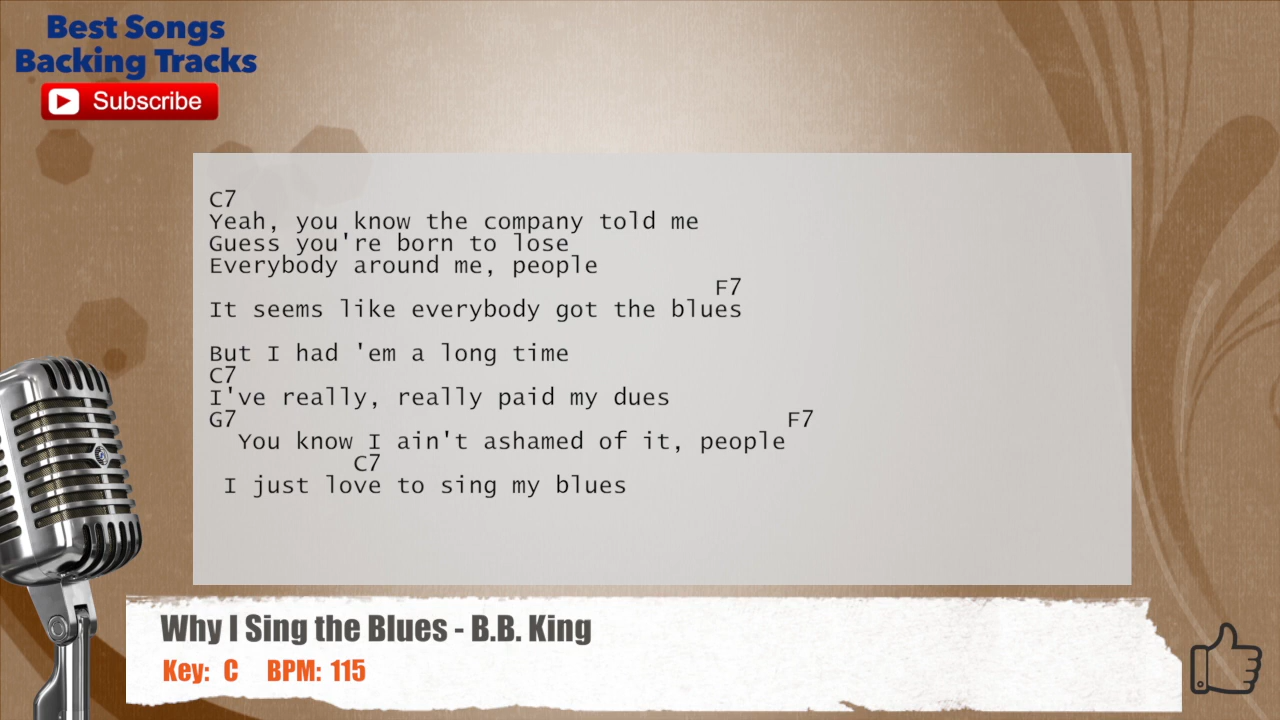 Best Songs
Backing Tracks
Subscribe
C7
Yeah, you know the company told me
Guess you're born to lose
Everybody around me, people
F7
It seems like everybody got the blues
But I had 'em a long time
C7
I've really, really paid my dues
G7 F7
You know I ain't ashamed of it, people
C7
I just love to sing my blues
Why I Sing the Blues - B.B. King
Key: C BPM: 115